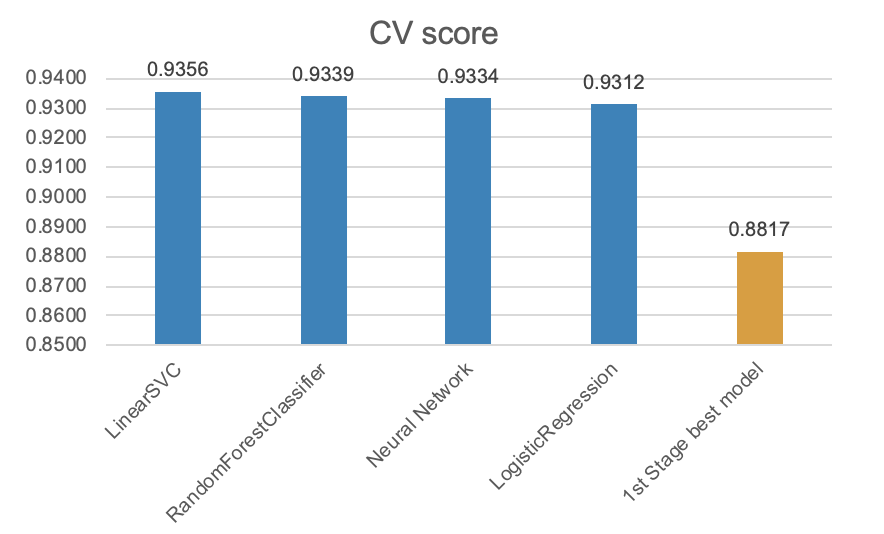 CV score
0.9400
0.9300
0.9200
0.9100
0.9000
0.8900
0.8800
0.8700
0.8600
0.8500
0.9356
0.9339
0.9334
0.9312
0.8817
LinearSVC
RandomForestClassifier
Neural Network
LogisticRegression
1st Stage best model